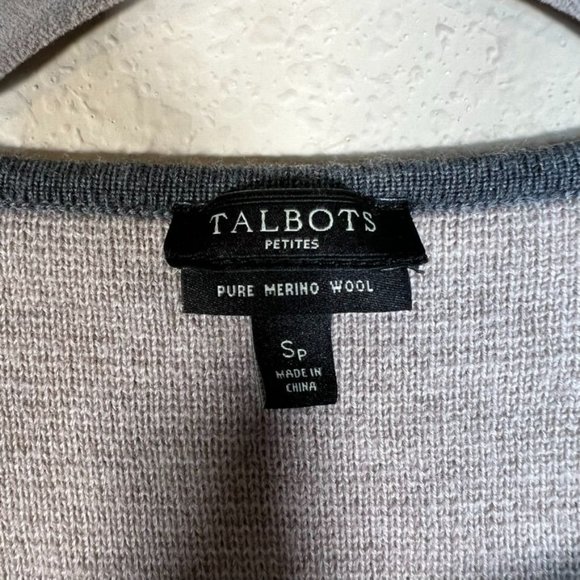 TALBOTS
PETITES
PURE MERINO WOOL
SP
MADE IN
CHINA